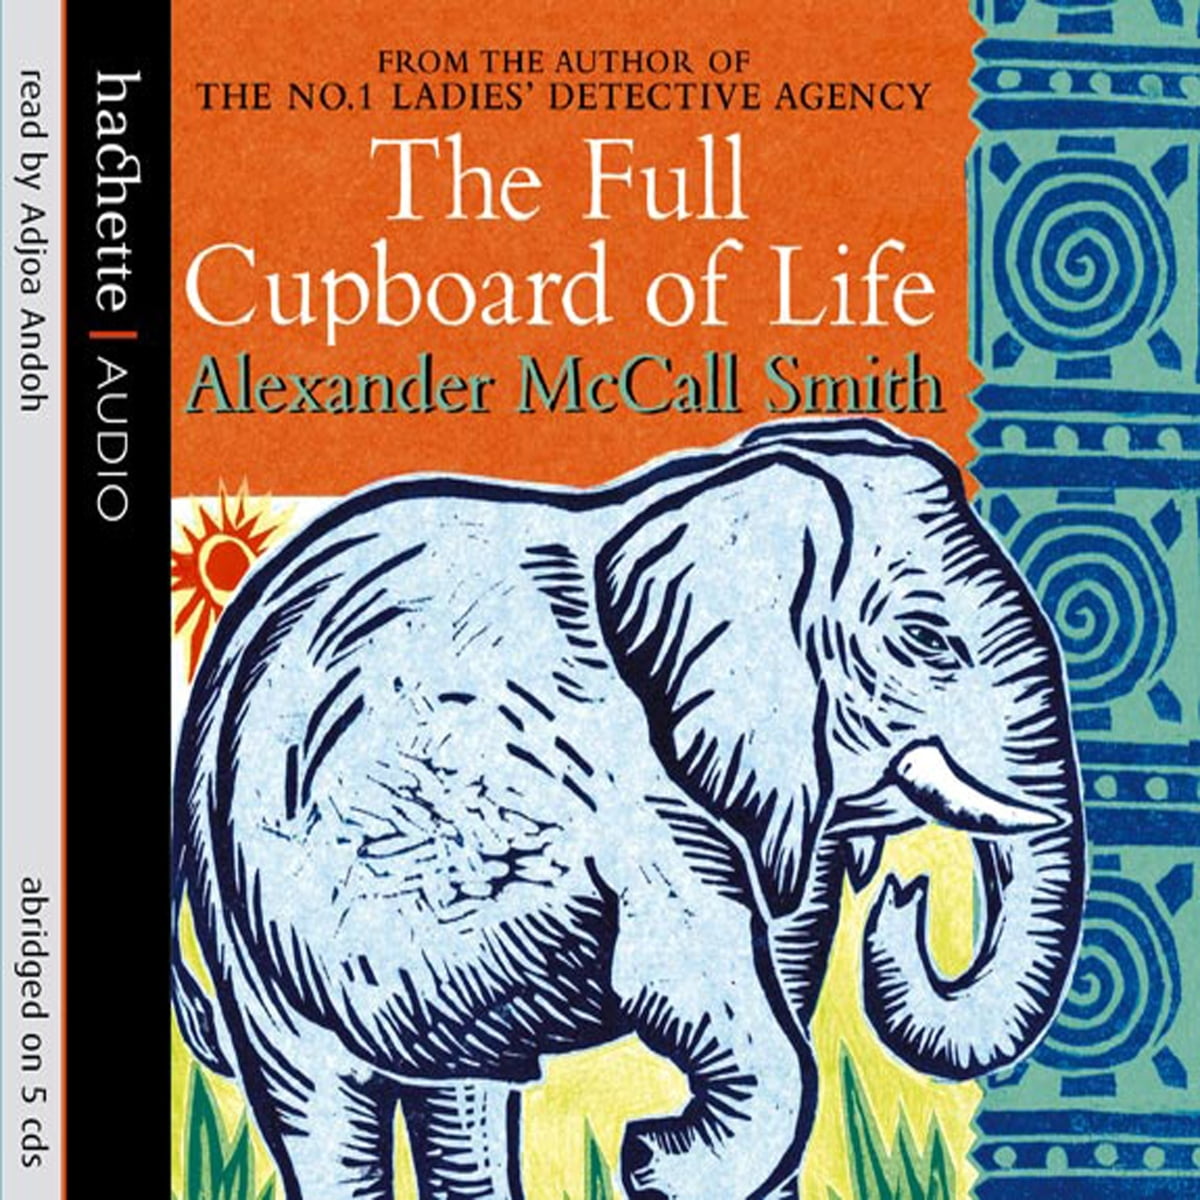 FROM THE AUTHOR OF
THE NO.1 LADIES' DETECTIVE AGENCY
The Full
Cupboard of Life
Alexander McCall Smith
hachette | AUDIO
read by Adjoa Andoh
abridged on 5 cds